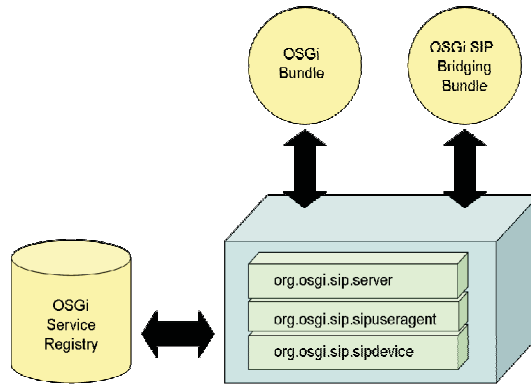 OSGi
Bundle
OSGi SIP
Bridging
Bundle
org.osgi.sip.server
org.osgi.sip.sipuseragent
org.osgi.sip.sipdevice
OSGi
Service
Registry